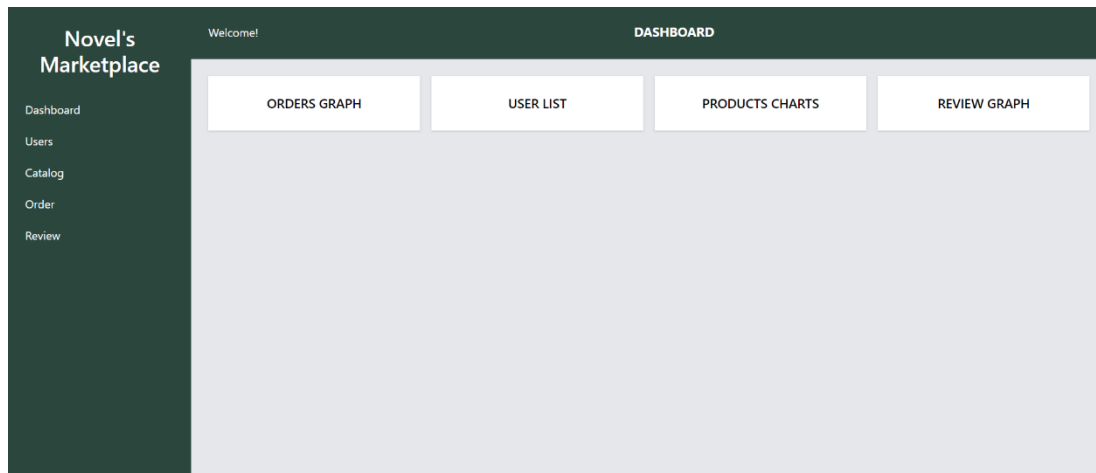 Novel's
Marketplace
Dashboard
Users
Catalog
Order
Review
Welcome!
DASHBOARD
ORDERS GRAPH
USER LIST
PRODUCTS CHARTS
REVIEW GRAPH